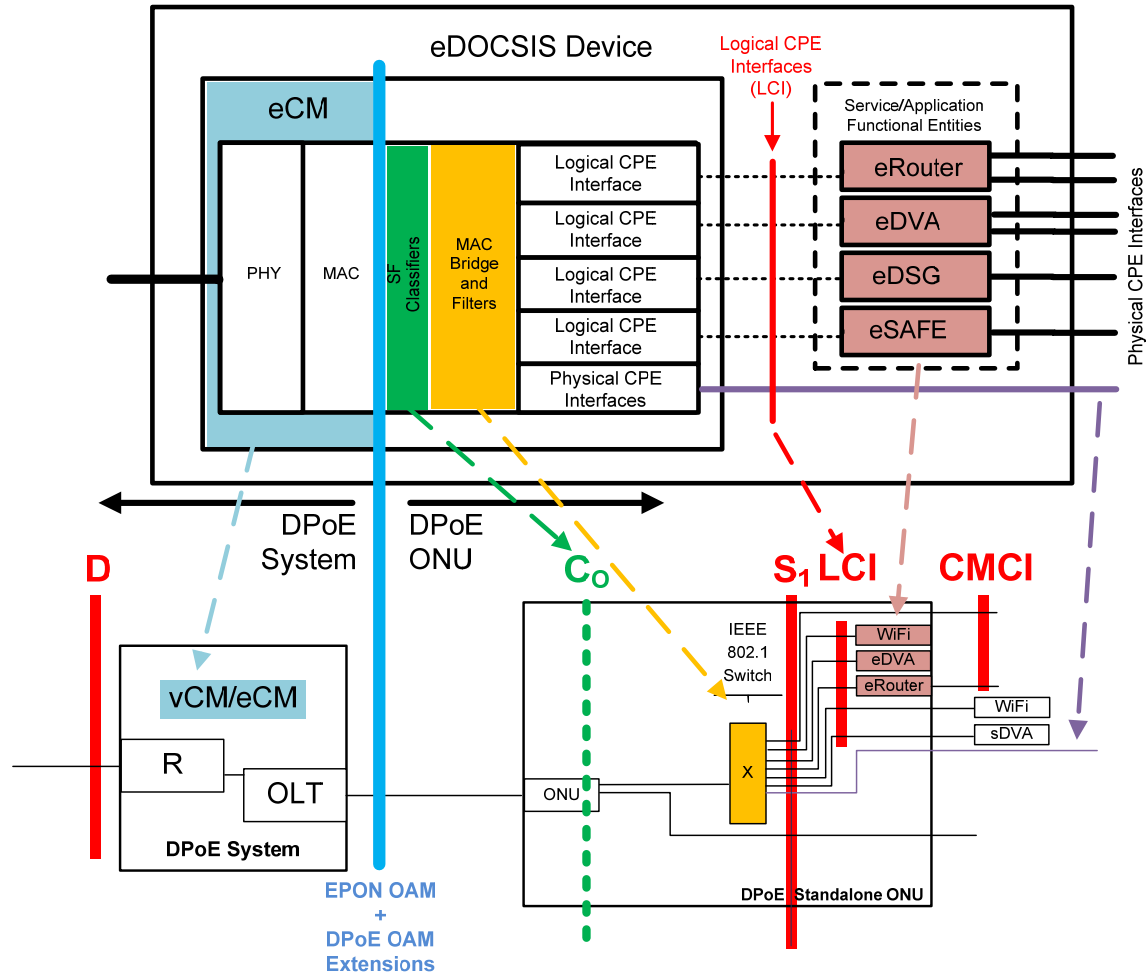 eDOCSIS Device
Logical CPE
Interfaces
(LCI)
eCM
Service/Application
Functional Entities
PHY
MAC
SF
Classifiers
MAC
Bridge
and
Filters
Logical CPE
Interface
Logical CPE
Interface
Logical CPE
Interface
Logical CPE
Interface
Physical CPE
Interfaces
eRouter
eDVA
eDSG
eSAFE
Physical CPE Interfaces
DPoE
System
DPoE
ONU
D
CO
S1
LCI
CMCI
vCM/eCM
R
OLT
DPoE System
IEEE
802.1
Switch
WiFi
eDVA
eRouter
WiFi
sDVA
ONU
X
DPoE Standalone ONU
EPON OAM
+
DPoE OAM
Extensions